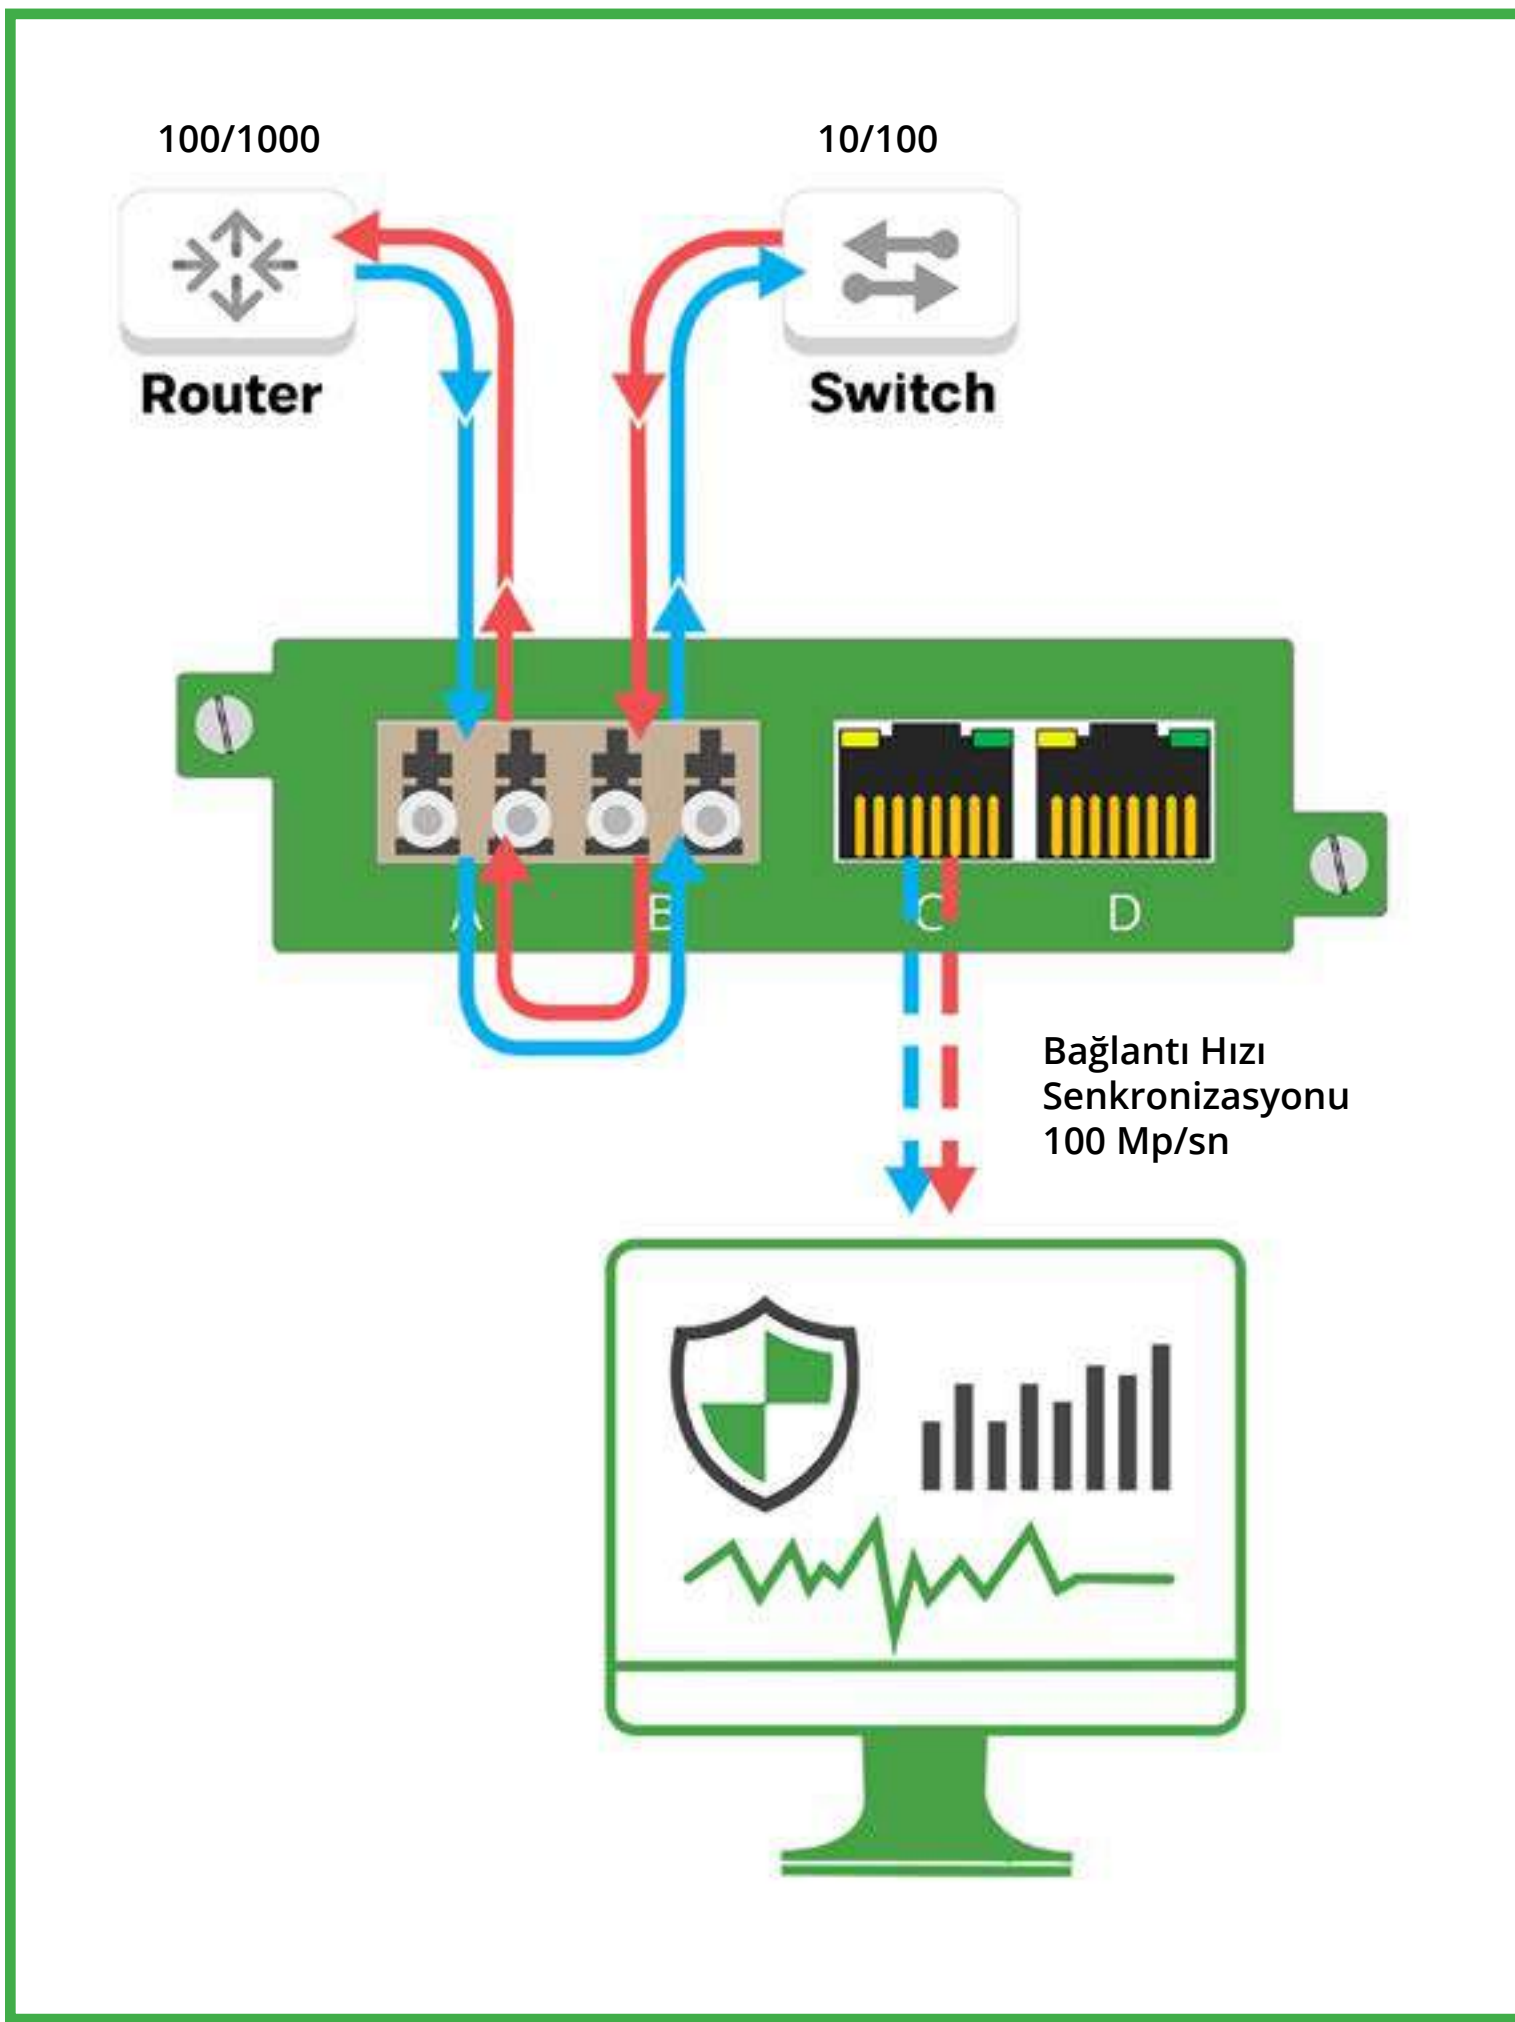 100/1000
10/100
Router
Switch
A
B
C
D
Bağlantı Hızı
Senkronizasyonu
100 Mp/sn